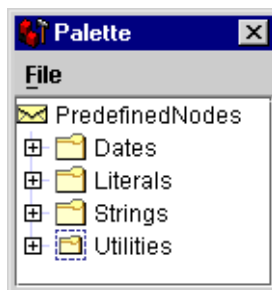 Palette
File
PredefinedNodes
Dates
Literals
Strings
Utilities